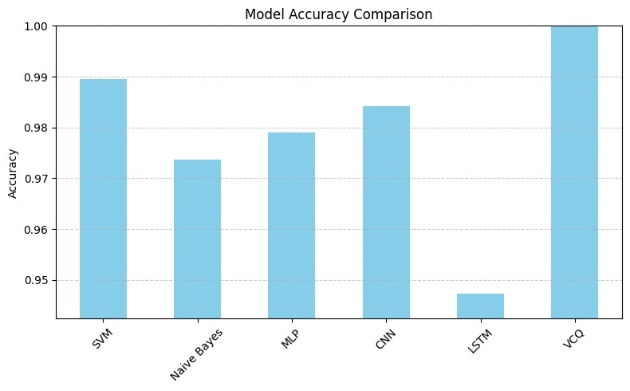 Model Accuracy Comparison
1.00
0.99
0.98
0.97
0.96
0.95
Accuracy
SVM
Naive Bayes
MLP
CNN
LSTM
VCQ